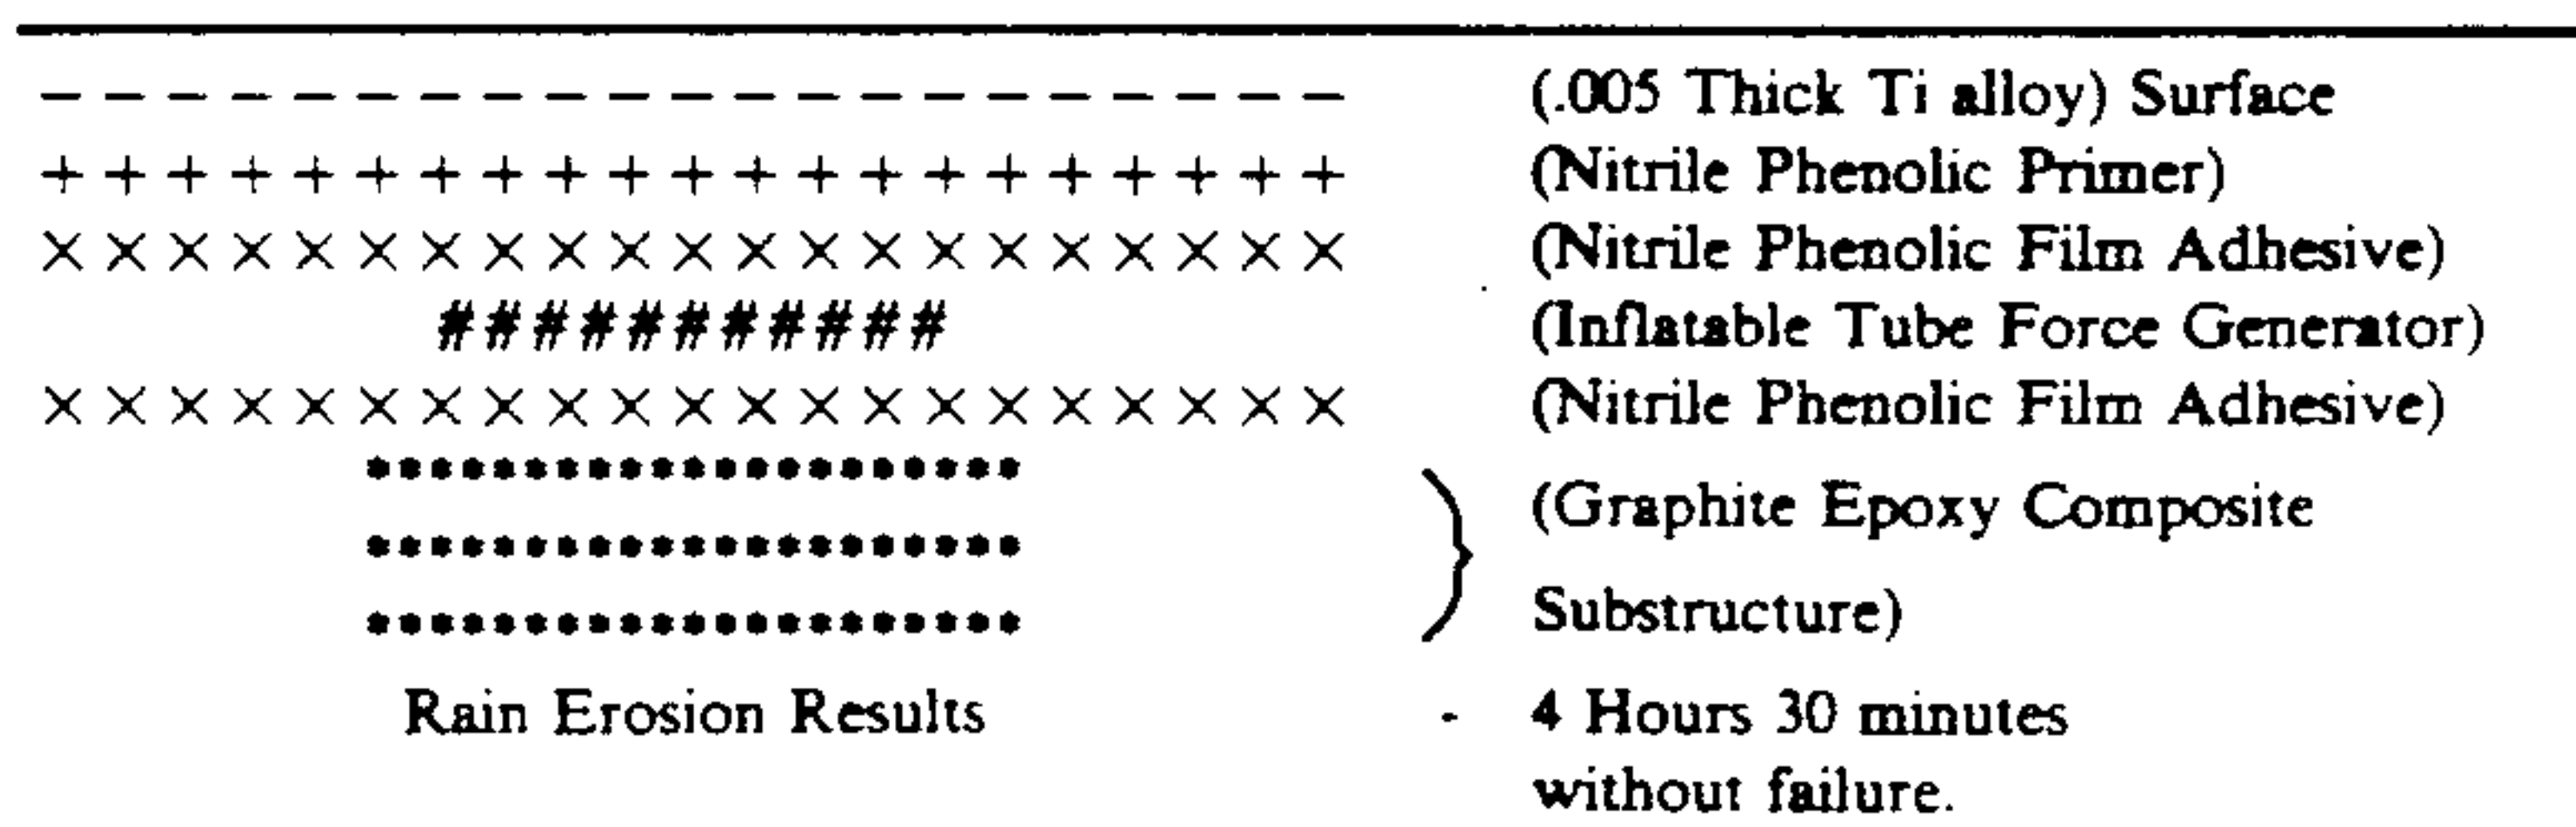 - - - - - - - - - - - - - - - - - - - - - (.005 Thick Ti alloy) Surface
+ + + + + + + + + + + + + + + + + + + + + (Nitrile Phenolic Primer)
× × × × × × × × × × × × × × × × × × × × × (Nitrile Phenolic Film Adhesive)
# # # # # # # # # # # (Inflatable Tube Force Generator)
× × × × × × × × × × × × × × × × × × × × × (Nitrile Phenolic Film Adhesive)
••••••••••••••••••••• (Graphite Epoxy Composite
•••••••••••••••••••••
••••••••••••••••••••• Substructure)
Rain Erosion Results - 4 Hours 30 minutes
without failure.